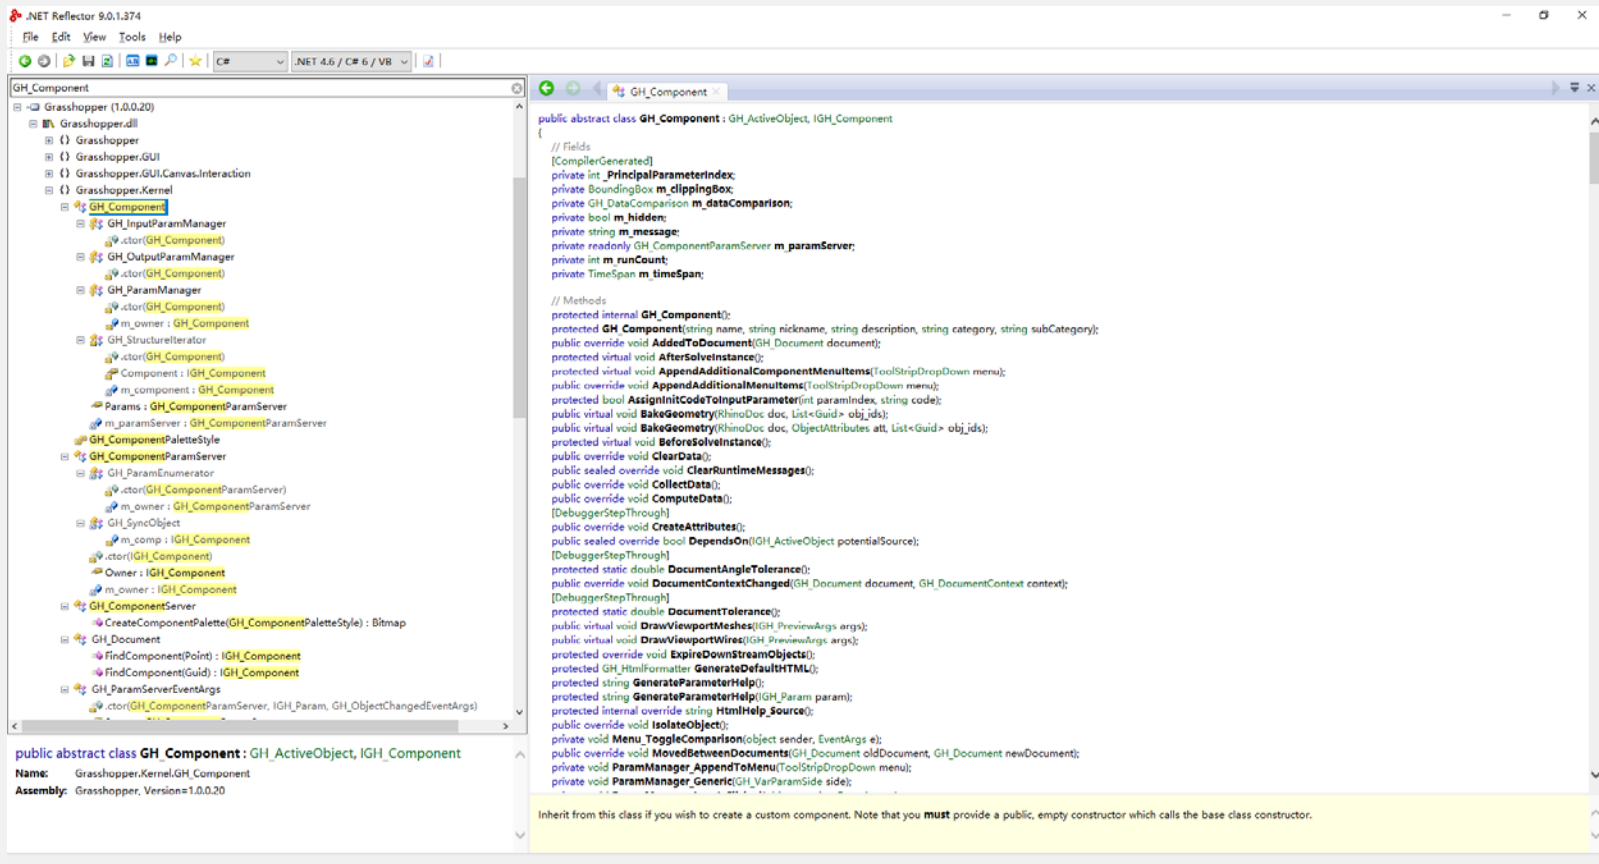 .NET Reflector 9.0.1.374
File Edit View Tools Help
C# .NET 4.6 / C# 6 / VB
GH_Component
Grasshopper (1.0.0.20)
Grasshopper.dll
{} Grasshopper
{} Grasshopper.GUI
{} Grasshopper.GUI.Canvas.Interaction
{} Grasshopper.Kernel
GH_Component
GH_InputParamManager
.ctor(GH_Component)
GH_OutputParamManager
.ctor(GH_Component)
GH_ParamManager
.ctor(GH_Component)
m_owner : GH_Component
GH_StructureIterator
.ctor(GH_Component)
Component : IGH_Component
m_component : GH_Component
Params : GH_ComponentParamServer
m_paramServer : GH_ComponentParamServer
GH_ComponentPaletteStyle
GH_ComponentParamServer
GH_ParamEnumerator
.ctor(GH_ComponentParamServer)
m_owner : GH_ComponentParamServer
GH_SyncObject
m_comp : IGH_Component
.ctor(IGH_Component)
Owner : IGH_Component
m_owner : IGH_Component
GH_ComponentServer
CreateComponentPalette(GH_ComponentPaletteStyle) : Bitmap
GH_Document
FindComponent(Point) : IGH_Component
FindComponent(Guid) : IGH_Component
GH_ParamServerEventArgs
.ctor(GH_ComponentParamServer, IGH_Param, GH_ObjectChangedEventArgs)
public abstract class GH_Component : GH_ActiveObject, IGH_Component
Name: Grasshopper.Kernel.GH_Component
Assembly: Grasshopper, Version=1.0.0.20
GH_Component
public abstract class GH_Component : GH_ActiveObject, IGH_Component
{
// Fields
[CompilerGenerated]
private int _PrincipalParameterIndex;
private BoundingBox m_clippingBox;
private GH_DataComparison m_dataComparison;
private bool m_hidden;
private string m_message;
private readonly GH_ComponentParamServer m_paramServer;
private int m_runCount;
private TimeSpan m_timeSpan;
// Methods
protected internal GH_Component();
protected GH_Component(string name, string nickname, string description, string category, string subCategory);
public override void AddedToDocument(GH_Document document);
protected virtual void AfterSolveInstance();
protected virtual void AppendAdditionalComponentMenuItems(ToolStripDropDown menu);
public override void AppendAdditionalMenuItems(ToolStripDropDown menu);
protected bool AssignInitCodeToInputParameter(int paramIndex, string code);
public virtual void BakeGeometry(RhinoDoc doc, List<Guid> obj_ids);
public virtual void BakeGeometry(RhinoDoc doc, ObjectAttributes att, List<Guid> obj_ids);
protected virtual void BeforeSolveInstance();
public override void ClearData();
public sealed override void ClearRuntimeMessages();
public override void CollectData();
public override void ComputeData();
[DebuggerStepThrough]
public override void CreateAttributes();
public sealed override bool DependsOn(IGH_ActiveObject potentialSource);
[DebuggerStepThrough]
protected static double DocumentAngleTolerance();
public override void DocumentContextChanged(GH_Document document, GH_DocumentContext context);
[DebuggerStepThrough]
protected static double DocumentTolerance();
public virtual void DrawViewportMeshes(IGH_PreviewArgs args);
public virtual void DrawViewportWires(IGH_PreviewArgs args);
protected override void ExpireDownStreamObjects();
protected GH_HtmlFormatter GenerateDefaultHTML();
protected string GenerateParameterHelp();
protected string GenerateParameterHelp(IGH_Param param);
protected internal override string HtmlHelp_Source();
public override void IsolateObject();
private void Menu_ToggleComparison(object sender, EventArgs e);
public override void MovedBetweenDocuments(GH_Document oldDocument, GH_Document newDocument);
private void ParamManager_AppendToMenu(ToolStripDropDown menu);
private void ParamManager_Generic(GH_VarParamSide side);
Inherit from this class if you wish to create a custom component. Note that you must provide a public, empty constructor which calls the base class constructor.